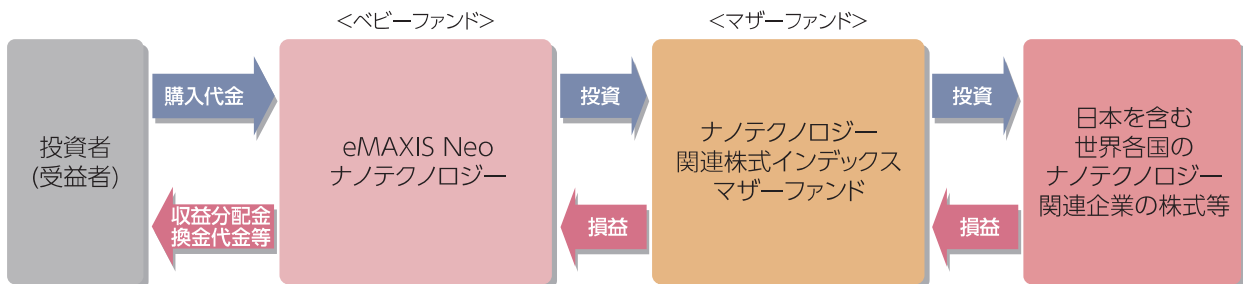 <ベビーファンド>
<マザーファンド>
投資者
(受益者)
購入代金
収益分配金
換金代金等
eMAXIS Neo
ナノテクノロジー
投資
損益
ナノテクノロジー
関連株式インデックス
マザーファンド
投資
損益
日本を含む
世界各国の
ナノテクノロジー
関連企業の株式等